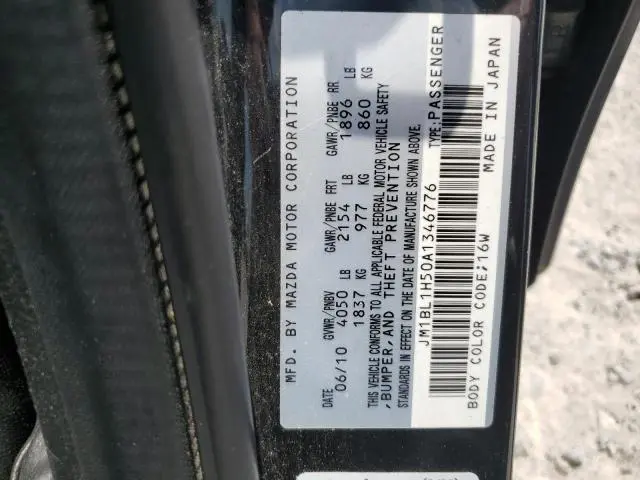 MFD. BY MAZDA MOTOR CORPORATION
GVWR/PNBV GAWR/PNBE FRT GAWR/PNBE RR
DATE 06/10 4050 LB 2154 LB 1896 LB
1837 KG 977 KG 860 KG
THIS VEHICLE CONFORMS TO ALL APPLICABLE FEDERAL MOTOR VEHICLE SAFETY
,BUMPER,AND THEFT PREVENTION
STANDARDS IN EFFECT ON THE DATE OF MANUFACTURE SHOWN ABOVE.
JM1BL1H50A1346776 TYPE:PASSENGER
BODY COLOR CODE;16W MADE IN JAPAN